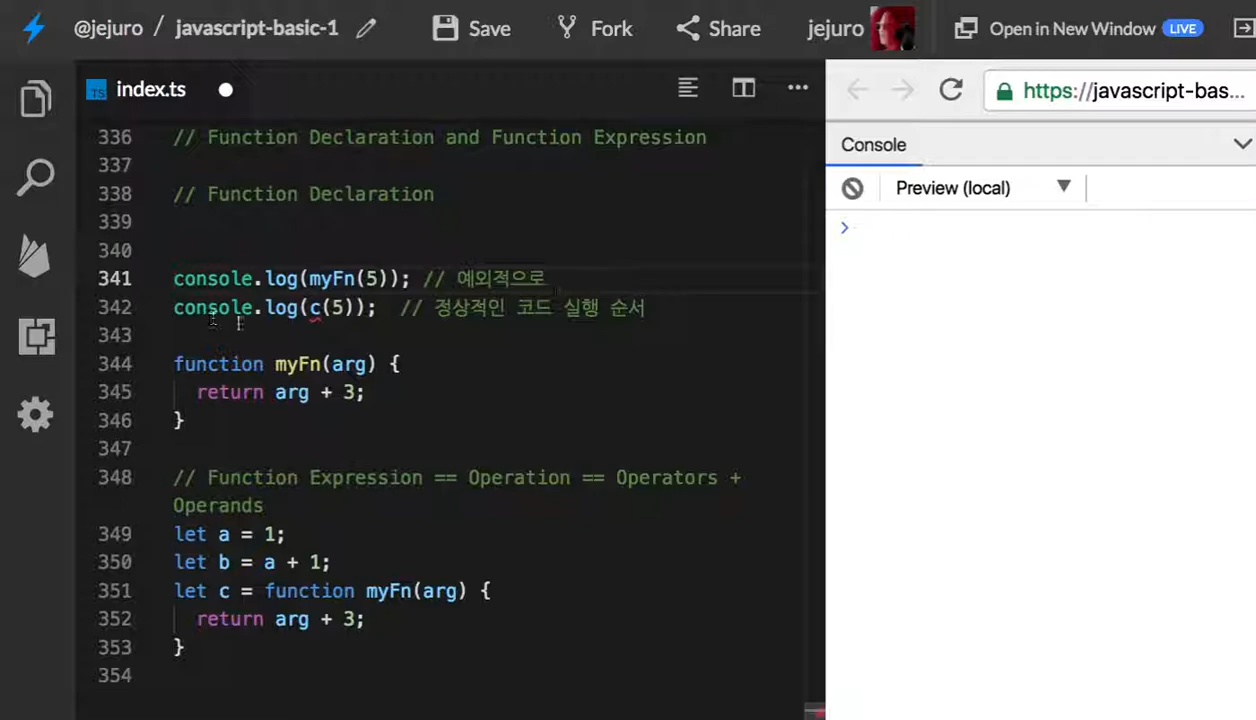 @jejuro / javascript-basic-1 Save Fork Share jejuro Open in New Window LIVE
TS index.ts
https://javascript-bas...
Console
Preview (local)
336 // Function Declaration and Function Expression
337
338 // Function Declaration
339
340
341 console.log(myFn(5)); // 예외적으로
342 console.log(c(5)); // 정상적인 코드 실행 순서
343
344 function myFn(arg) {
345 return arg + 3;
346 }
347
348 // Function Expression == Operation == Operators +
Operands
349 let a = 1;
350 let b = a + 1;
351 let c = function myFn(arg) {
352 return arg + 3;
353 }
354